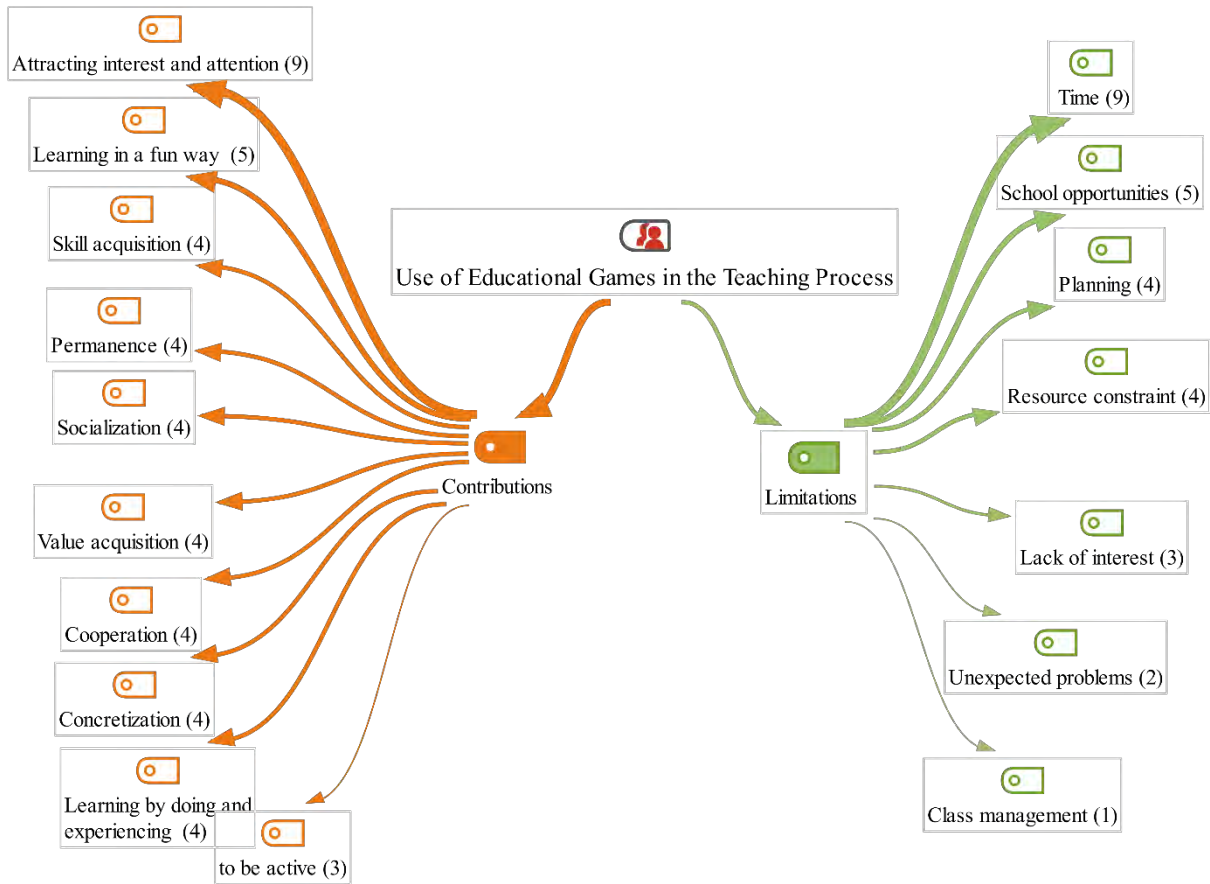 Use of Educational Games in the Teaching Process
Contributions
Attracting interest and attention (9)
Learning in a fun way (5)
Skill acquisition (4)
Permanence (4)
Socialization (4)
Value acquisition (4)
Cooperation (4)
Concretization (4)
Learning by doing and
experiencing (4)
to be active (3)
Limitations
Time (9)
School opportunities (5)
Planning (4)
Resource constraint (4)
Lack of interest (3)
Unexpected problems (2)
Class management (1)